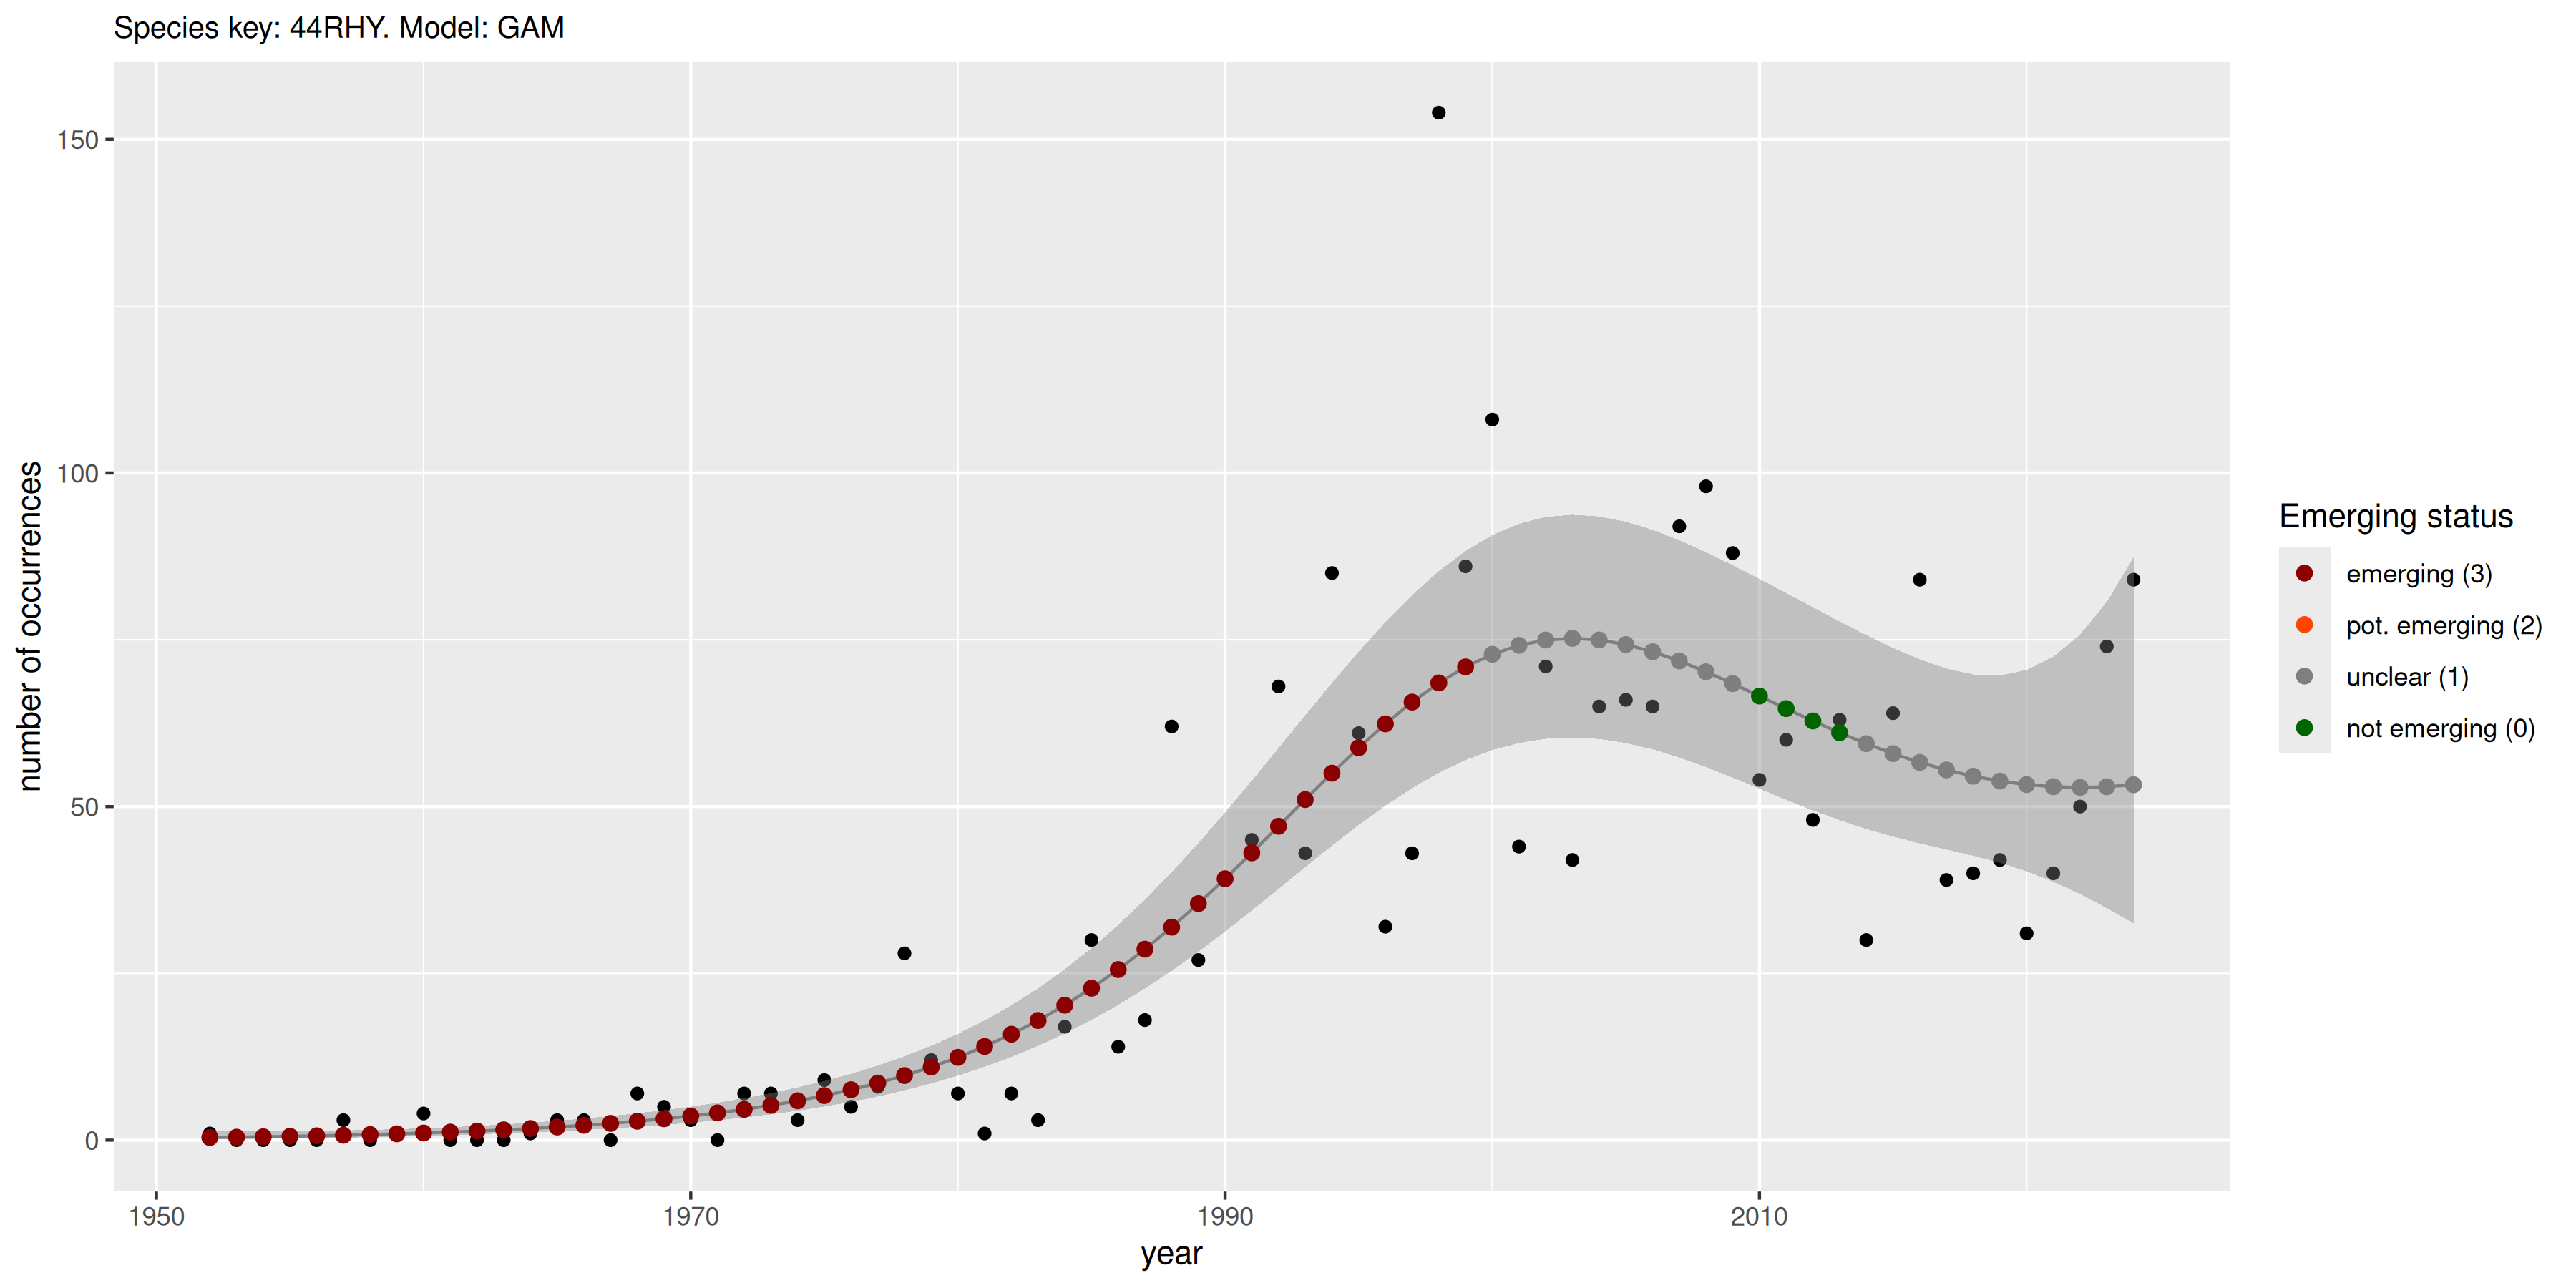 Species key: 44RHY. Model: GAM
150
100
50
0
number of occurrences
1950
1970
1990
2010
year
Emerging status
emerging (3)
pot. emerging (2)
unclear (1)
not emerging (0)